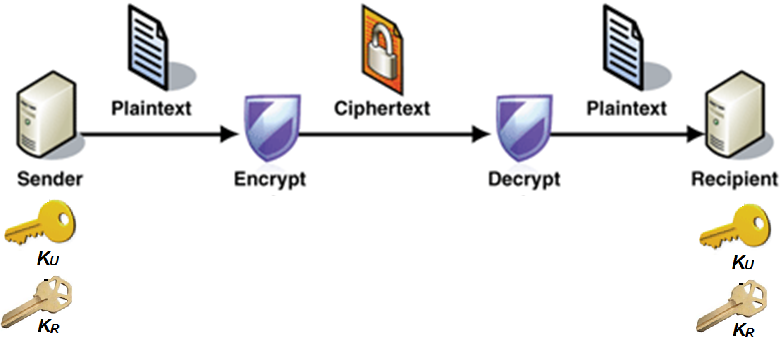 Plaintext
Ciphertext
Plaintext
Sender
Encrypt
Decrypt
Recipient
KU
KU
KR
KR